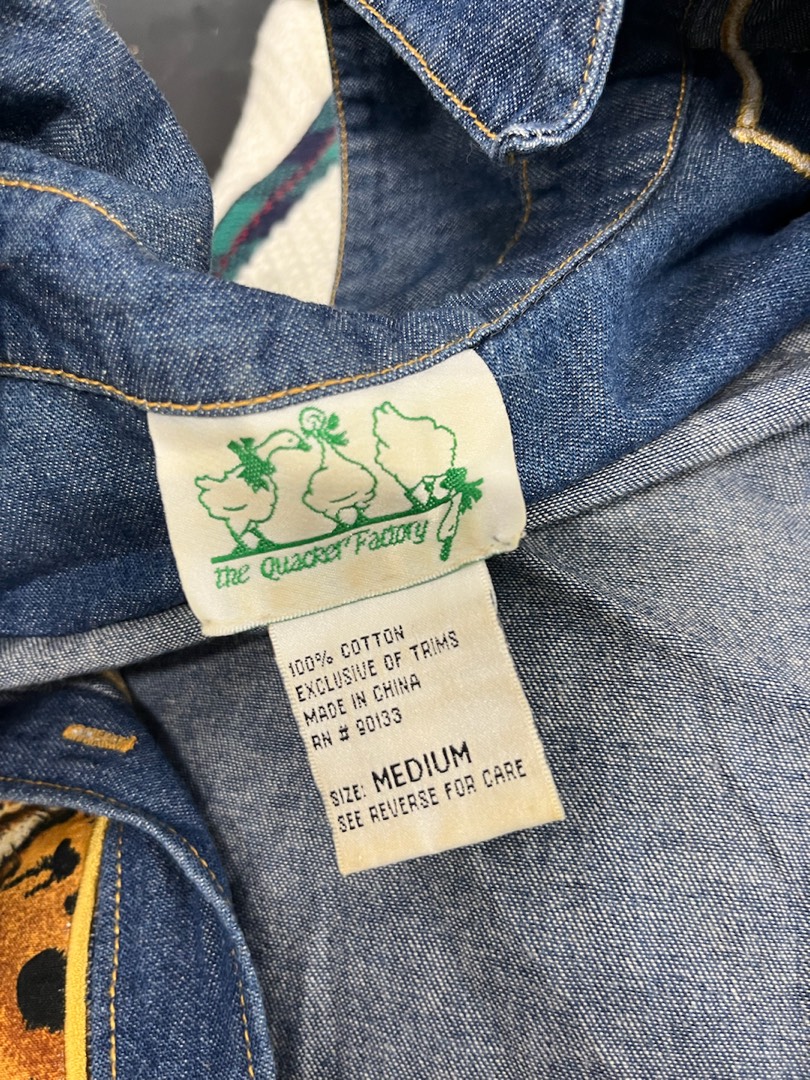 the Quacker Factory
100% COTTON
EXCLUSIVE OF TRIMS
MADE IN CHINA
RN # 90133
SIZE: MEDIUM
SEE REVERSE FOR CARE